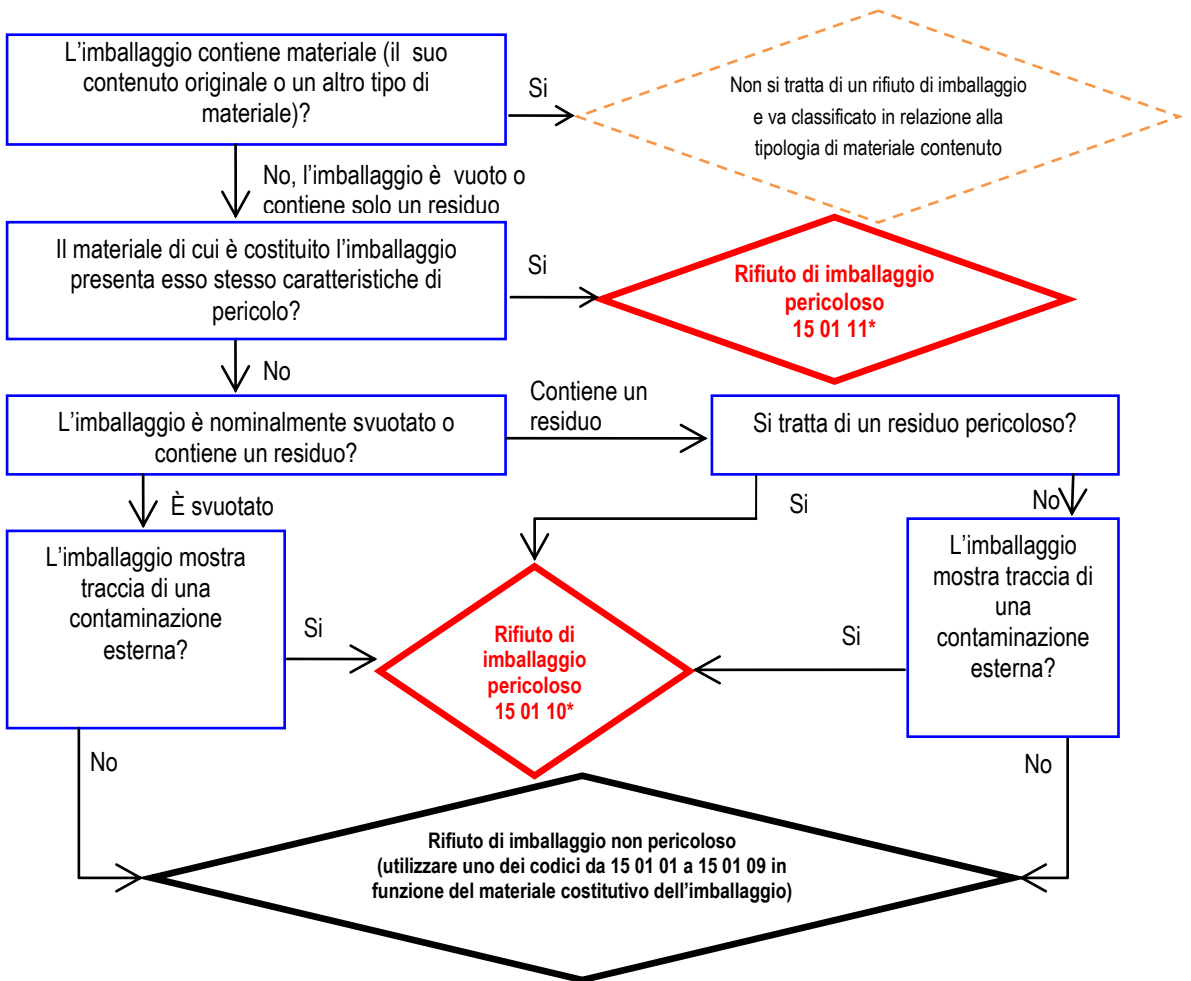 L'imballaggio contiene materiale (il suo
contenuto originale o un altro tipo di
materiale)?
Si
Non si tratta di un rifiuto di imballaggio
e va classificato in relazione alla
tipologia di materiale contenuto
No, l'imballaggio è vuoto o
contiene solo un residuo
Il materiale di cui è costituito l'imballaggio
presenta esso stesso caratteristiche di
pericolo?
Si
Rifiuto di imballaggio
pericoloso
15 01 11*
No
L'imballaggio è nominalmente svuotato o
contiene un residuo?
Contiene un
residuo
Si tratta di un residuo pericoloso?
È svuotato
Si
No
L'imballaggio mostra
traccia di una
contaminazione
esterna?
Si
Rifiuto di
imballaggio
pericoloso
15 01 10*
Si
L'imballaggio
mostra traccia di
una
contaminazione
esterna?
No
No
Rifiuto di imballaggio non pericoloso
(utilizzare uno dei codici da 15 01 01 a 15 01 09 in
funzione del materiale costitutivo dell'imballaggio)